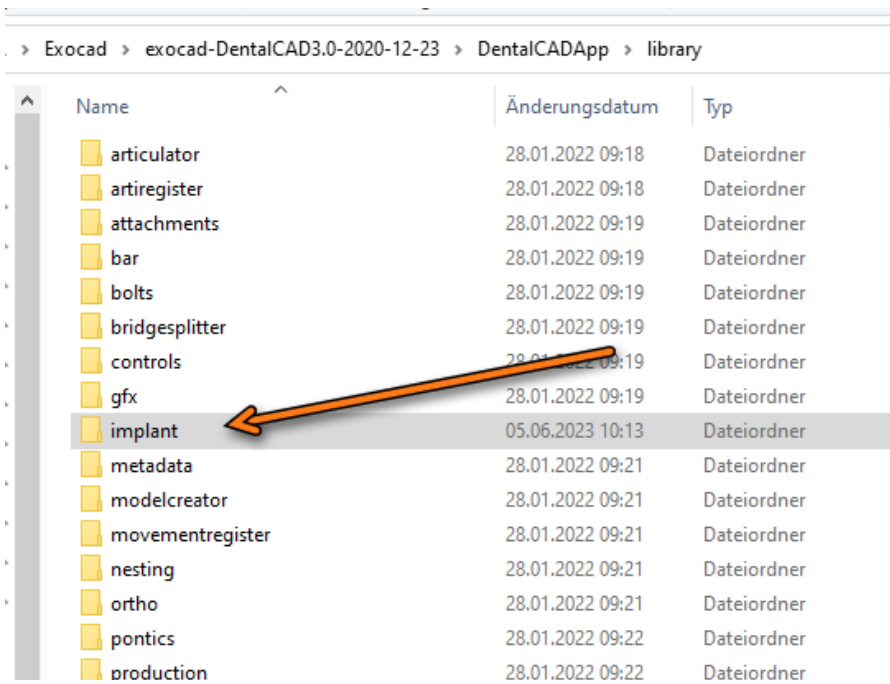 > Exocad > exocad-DentalCAD3.0-2020-12-23 > DentalCADApp > library
Name Änderungsdatum Typ
articulator 28.01.2022 09:18 Dateiordner
artiregister 28.01.2022 09:18 Dateiordner
attachments 28.01.2022 09:19 Dateiordner
bar 28.01.2022 09:19 Dateiordner
bolts 28.01.2022 09:19 Dateiordner
bridgesplitter 28.01.2022 09:19 Dateiordner
controls 28.01.2022 09:19 Dateiordner
gfx 28.01.2022 09:19 Dateiordner
implant 05.06.2023 10:13 Dateiordner
metadata 28.01.2022 09:21 Dateiordner
modelcreator 28.01.2022 09:21 Dateiordner
movementregister 28.01.2022 09:21 Dateiordner
nesting 28.01.2022 09:21 Dateiordner
ortho 28.01.2022 09:21 Dateiordner
pontics 28.01.2022 09:22 Dateiordner
production 28.01.2022 09:22 Dateiordner